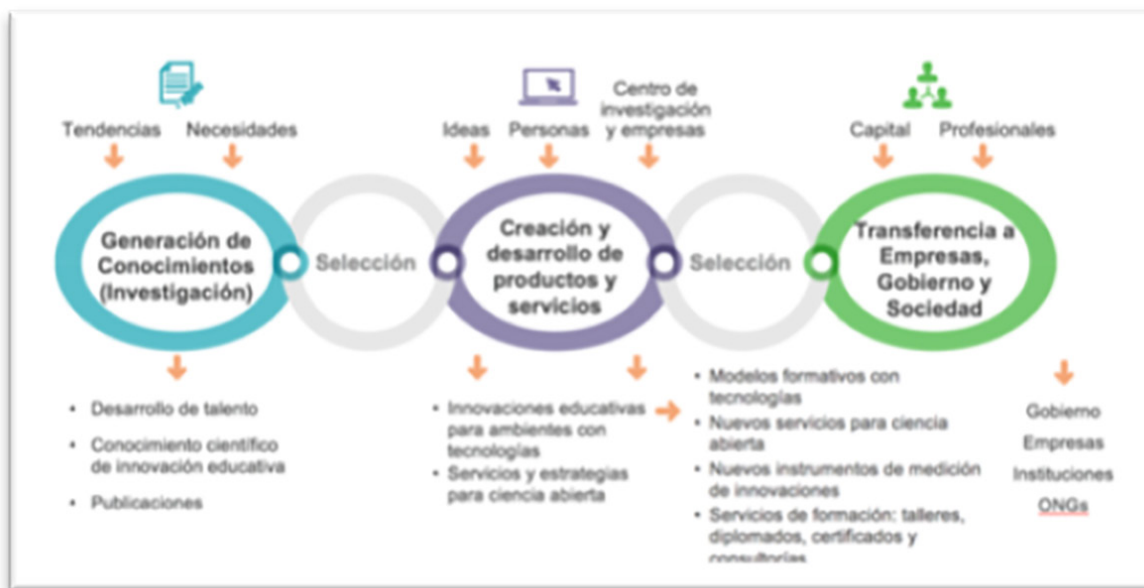 Tendencias
Necesidades
Ideas
Personas
Centro de
investigación
y empresas
Capital
Profesionales
Generación de
Conocimientos
(Investigación)
Selección
Creación y
desarrollo de
productos y
servicios
Selección
Transferencia a
Empresas,
Gobierno y
Sociedad
• Desarrollo de talento
• Conocimiento científico
de innovación educativa
• Publicaciones
• Innovaciones educativas
para ambientes con
tecnologías
• Servicios y estrategias
para ciencia abierta
• Modelos formativos con
tecnologías
• Nuevos servicios para ciencia
abierta
• Nuevos instrumentos de medición
de innovaciones
• Servicios de formación: talleres,
diplomados, certificados y
consultorías
Gobierno
Empresas
Instituciones
ONGs